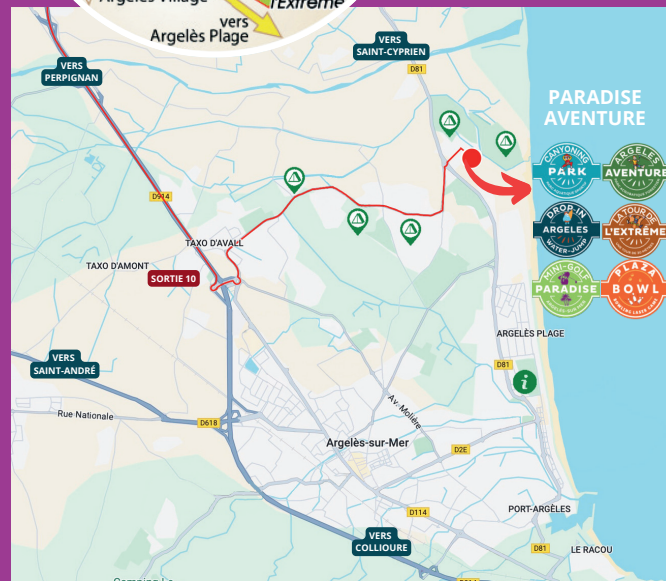 Argelès Village
l'Extrême
vers
Argelès Plage
VERS
SAINT-CYPRIEN
D81
VERS
PERPIGNAN
PARADISE
AVENTURE
CANYONING
PARK
ARGELES
AVENTURE
D914
DROP-IN
ARGELES
WATER-JUMP
LA TOUR DE
L'EXTRÊME
TAXO D'AVALL
TAXO D'AMONT
SORTIE 10
MINI-GOLF
PARADISE
PLAZA
BOWL
ARGELÈS PLAGE
VERS
SAINT-ANDRÉ
D81
i
Rue Nationale
D618
Av. Molière
Argelès-sur-Mer
D2E
D114
PORT-ARGELÈS
VERS
COLLIOURE
D81
LE RACOU